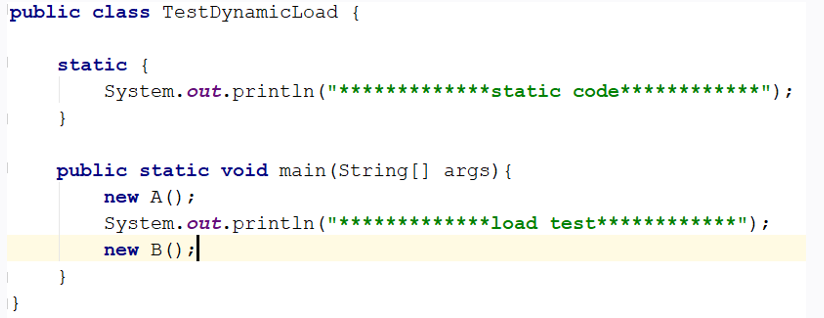 public class TestDynamicLoad {
static {
System.out.println("*************static code************");
}
public static void main(String[] args){
new A();
System.out.println("*************load test************");
new B();
}
}